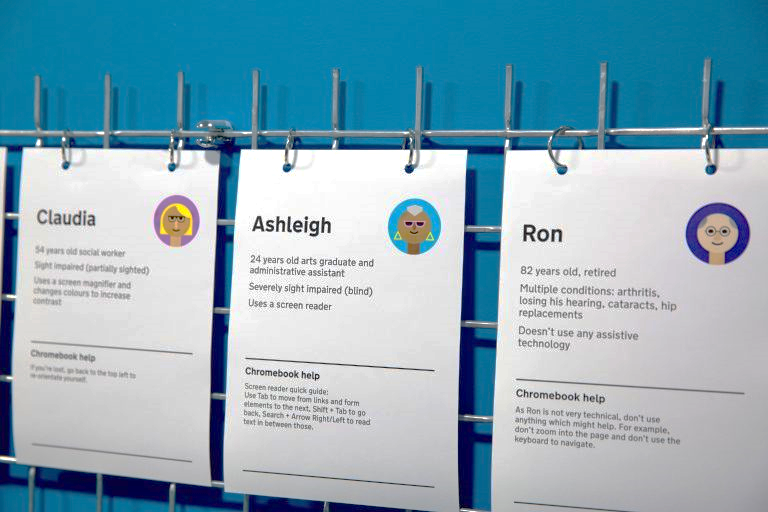 Claudia
54 years old social worker
Sight impaired (partially sighted)
Uses a screen magnifier and
changes colours to increase
contrast
Chromebook help
If you're lost, go back to the top left to
re-orientate yourself.
Ashleigh
24 years old arts graduate and
administrative assistant
Severely sight impaired (blind)
Uses a screen reader
Chromebook help
Screen reader quick guide:
Use Tab to move from links and form
elements to the next, Shift + Tab to go
back, Search + Arrow Right/Left to read
text in between those.
Ron
82 years old, retired
Multiple conditions: arthritis,
losing his hearing, cataracts, hip
replacements
Doesn't use any assistive
technology
Chromebook help
As Ron is not very technical, don't use
anything which might help. For example,
don't zoom into the page and don't use the
keyboard to navigate.